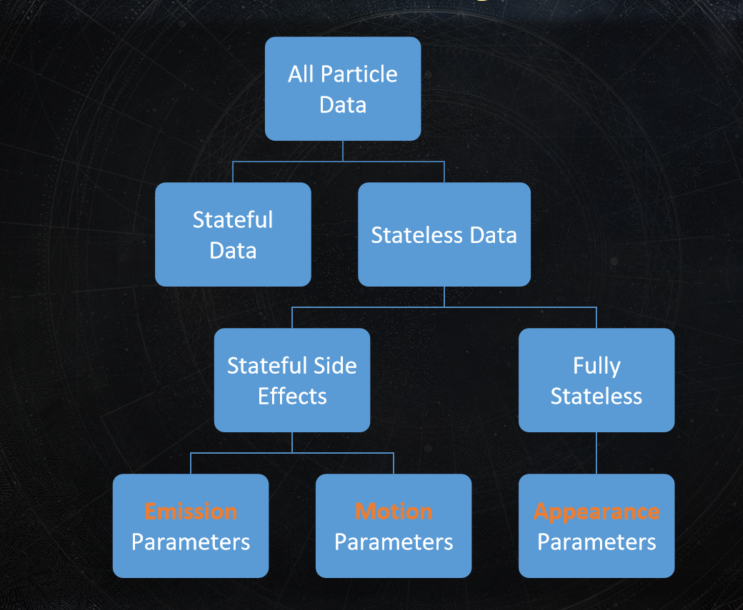 All Particle
Data
Stateful
Data
Stateless Data
Stateful Side
Effects
Fully
Stateless
Emission
Parameters
Motion
Parameters
Appearance
Parameters